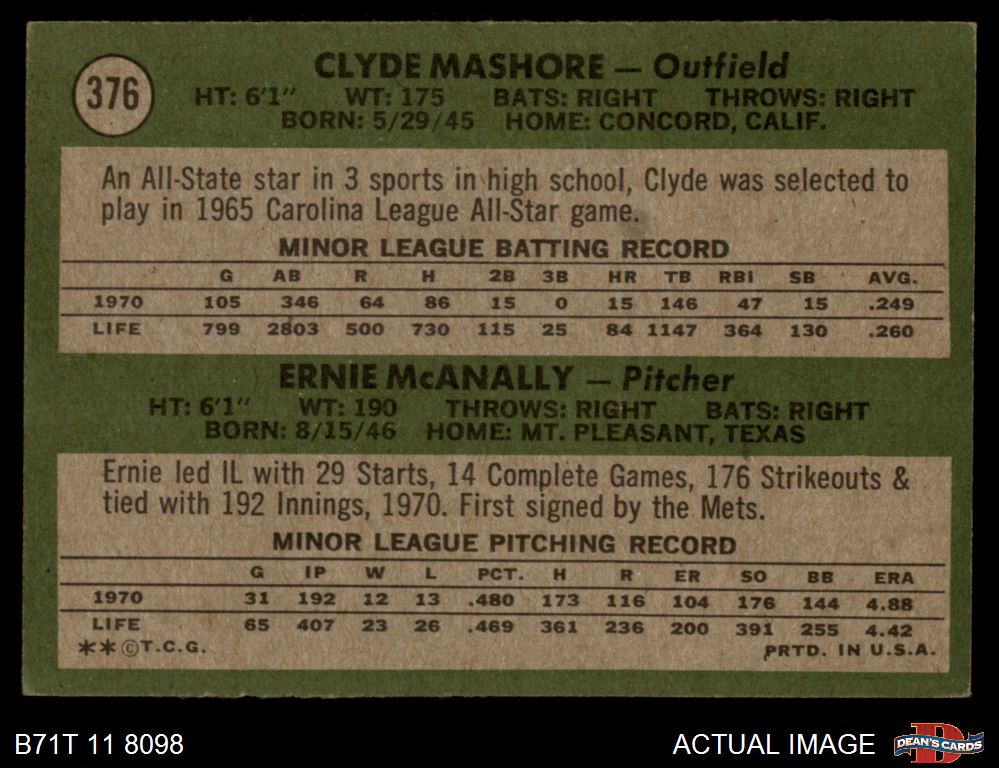 376
CLYDE MASHORE — Outfield
HT: 6'1" WT: 175 BATS: RIGHT THROWS: RIGHT
BORN: 5/29/45 HOME: CONCORD, CALIF.
An All-State star in 3 sports in high school, Clyde was selected to
play in 1965 Carolina League All-Star game.
MINOR LEAGUE BATTING RECORD
G AB R H 2B 3B HR TB RBI SB AVG.
1970 105 346 64 86 15 0 15 146 47 15 .249
LIFE 799 2803 500 730 115 25 84 1147 364 130 .260
ERNIE McANALLY — Pitcher
HT: 6'1" WT: 190 THROWS: RIGHT BATS: RIGHT
BORN: 8/15/46 HOME: MT. PLEASANT, TEXAS
Ernie led IL with 29 Starts, 14 Complete Games, 176 Strikeouts &
tied with 192 Innings, 1970. First signed by the Mets.
MINOR LEAGUE PITCHING RECORD
G IP W L PCT. H R ER SO BB ERA
1970 31 192 12 13 .480 173 116 104 176 144 4.88
LIFE 65 407 23 26 .469 361 236 200 391 255 4.42
**©T.C.G. PRTD. IN U.S.A.
B71T 11 8098 ACTUAL IMAGE D DEAN'S CARDS